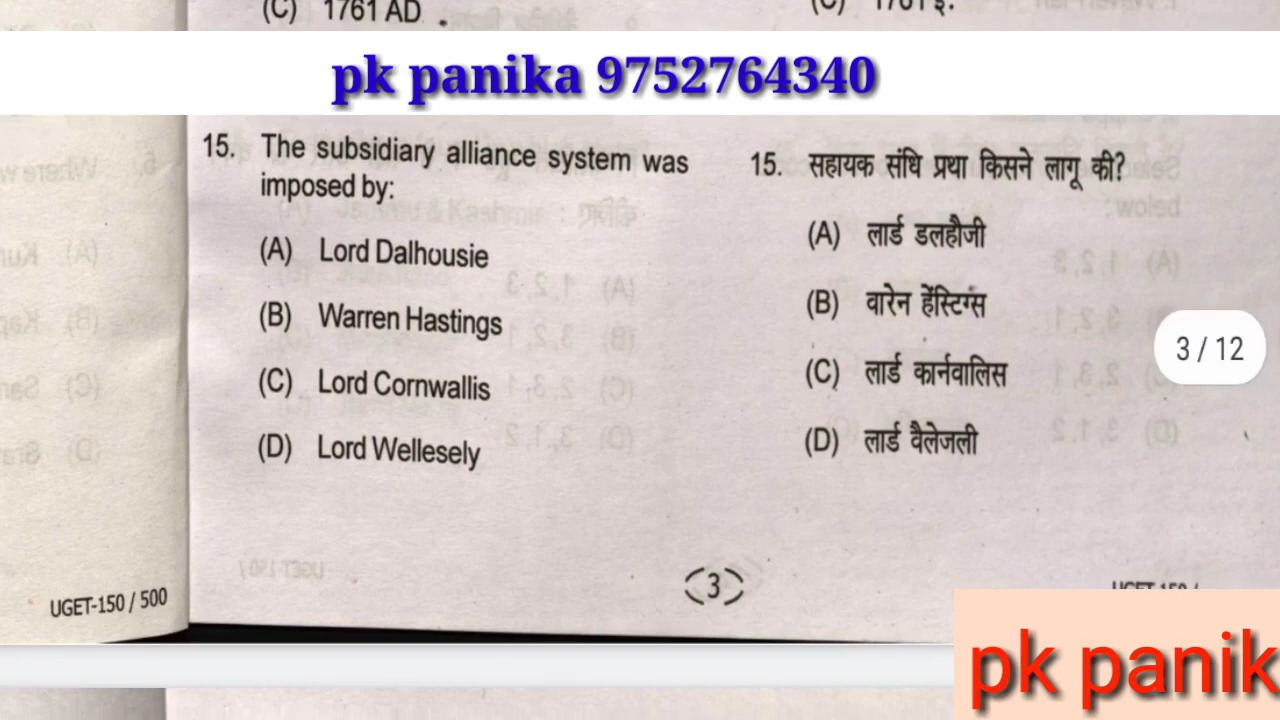 (C) 1761 AD
(C) 1761 ई.
pk panika 9752764340
15. The subsidiary alliance system was
imposed by:
(A) Lord Dalhousie
(B) Warren Hastings
(C) Lord Cornwallis
(D) Lord Wellesely
15. सहायक संधि प्रथा किसने लागू की?
(A) लार्ड डलहौजी
(B) वारेन हेंस्टिग्स
(C) लार्ड कार्नवालिस
(D) लार्ड वैलेजली
3 / 12
UGET-150 / 500
3
pk panik